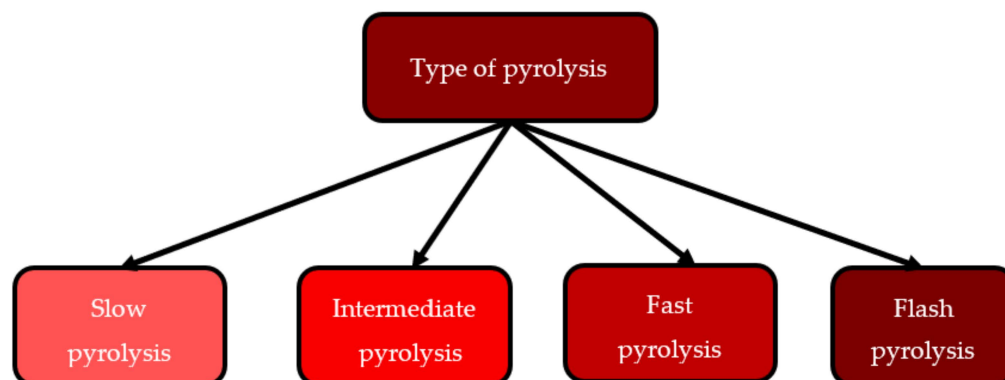 Type of pyrolysis
Slow
pyrolysis
Intermediate
pyrolysis
Fast
pyrolysis
Flash
pyrolysis